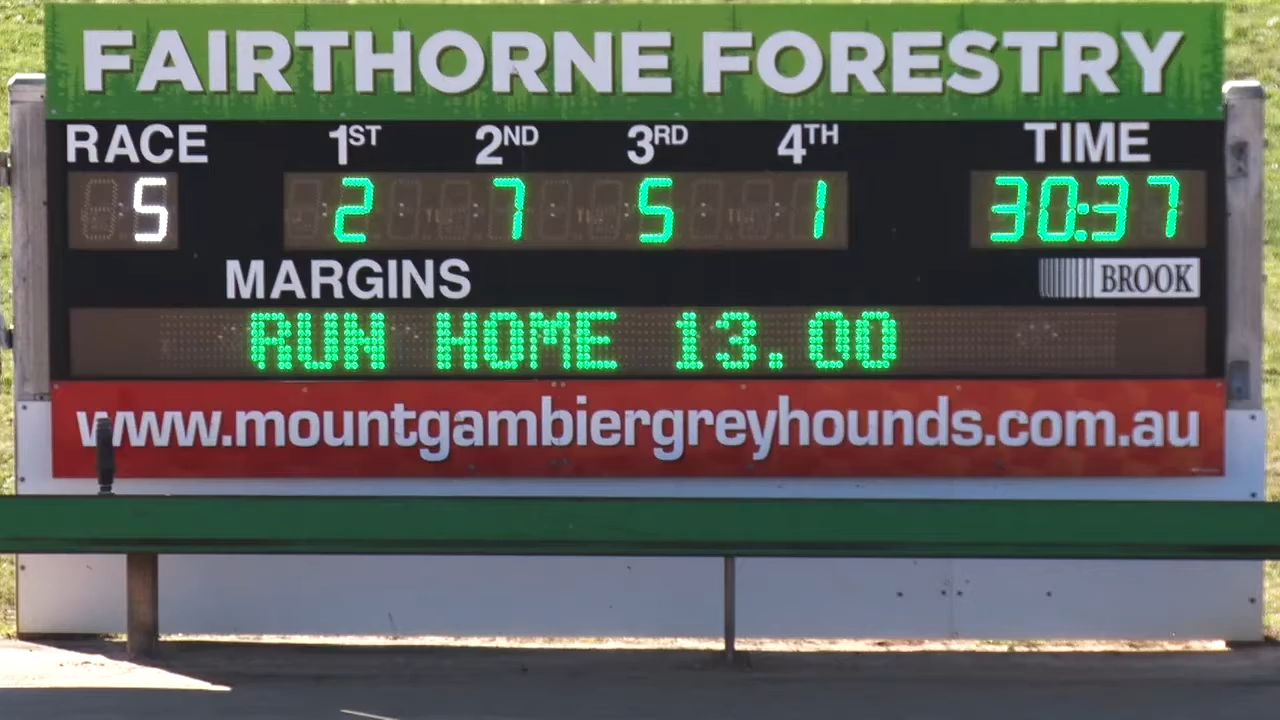 FAIRTHORNE FORESTRY
RACE 1ST 2ND 3RD 4TH TIME
5 2 7 5 1 30:37
MARGINS BROOK
RUN HOME 13.00
www.mountgambiergreyhounds.com.au